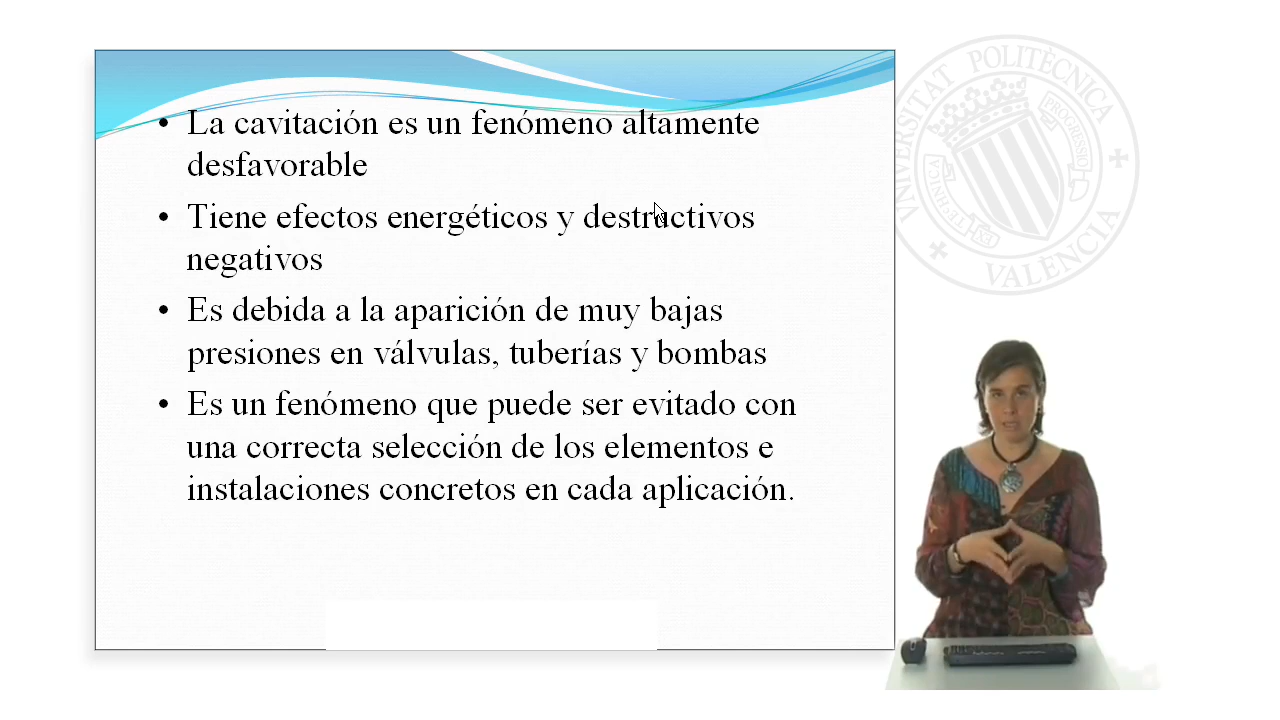 • La cavitación es un fenómeno altamente
desfavorable
• Tiene efectos energéticos y destructivos
negativos
• Es debida a la aparición de muy bajas
presiones en válvulas, tuberías y bombas
• Es un fenómeno que puede ser evitado con
una correcta selección de los elementos e
instalaciones concretos en cada aplicación.
UNIVERSITAT POLITÈCNICA
VALÈNCIA